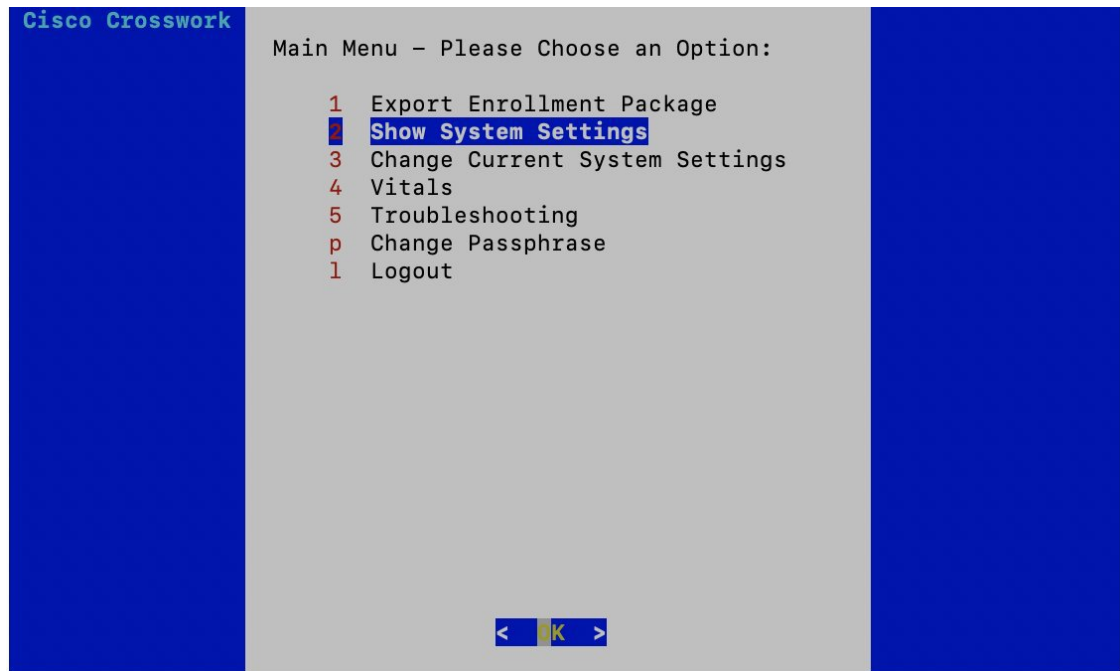 Cisco Crosswork
Main Menu – Please Choose an Option:
1 Export Enrollment Package
2 Show System Settings
3 Change Current System Settings
4 Vitals
5 Troubleshooting
p Change Passphrase
l Logout
< OK >